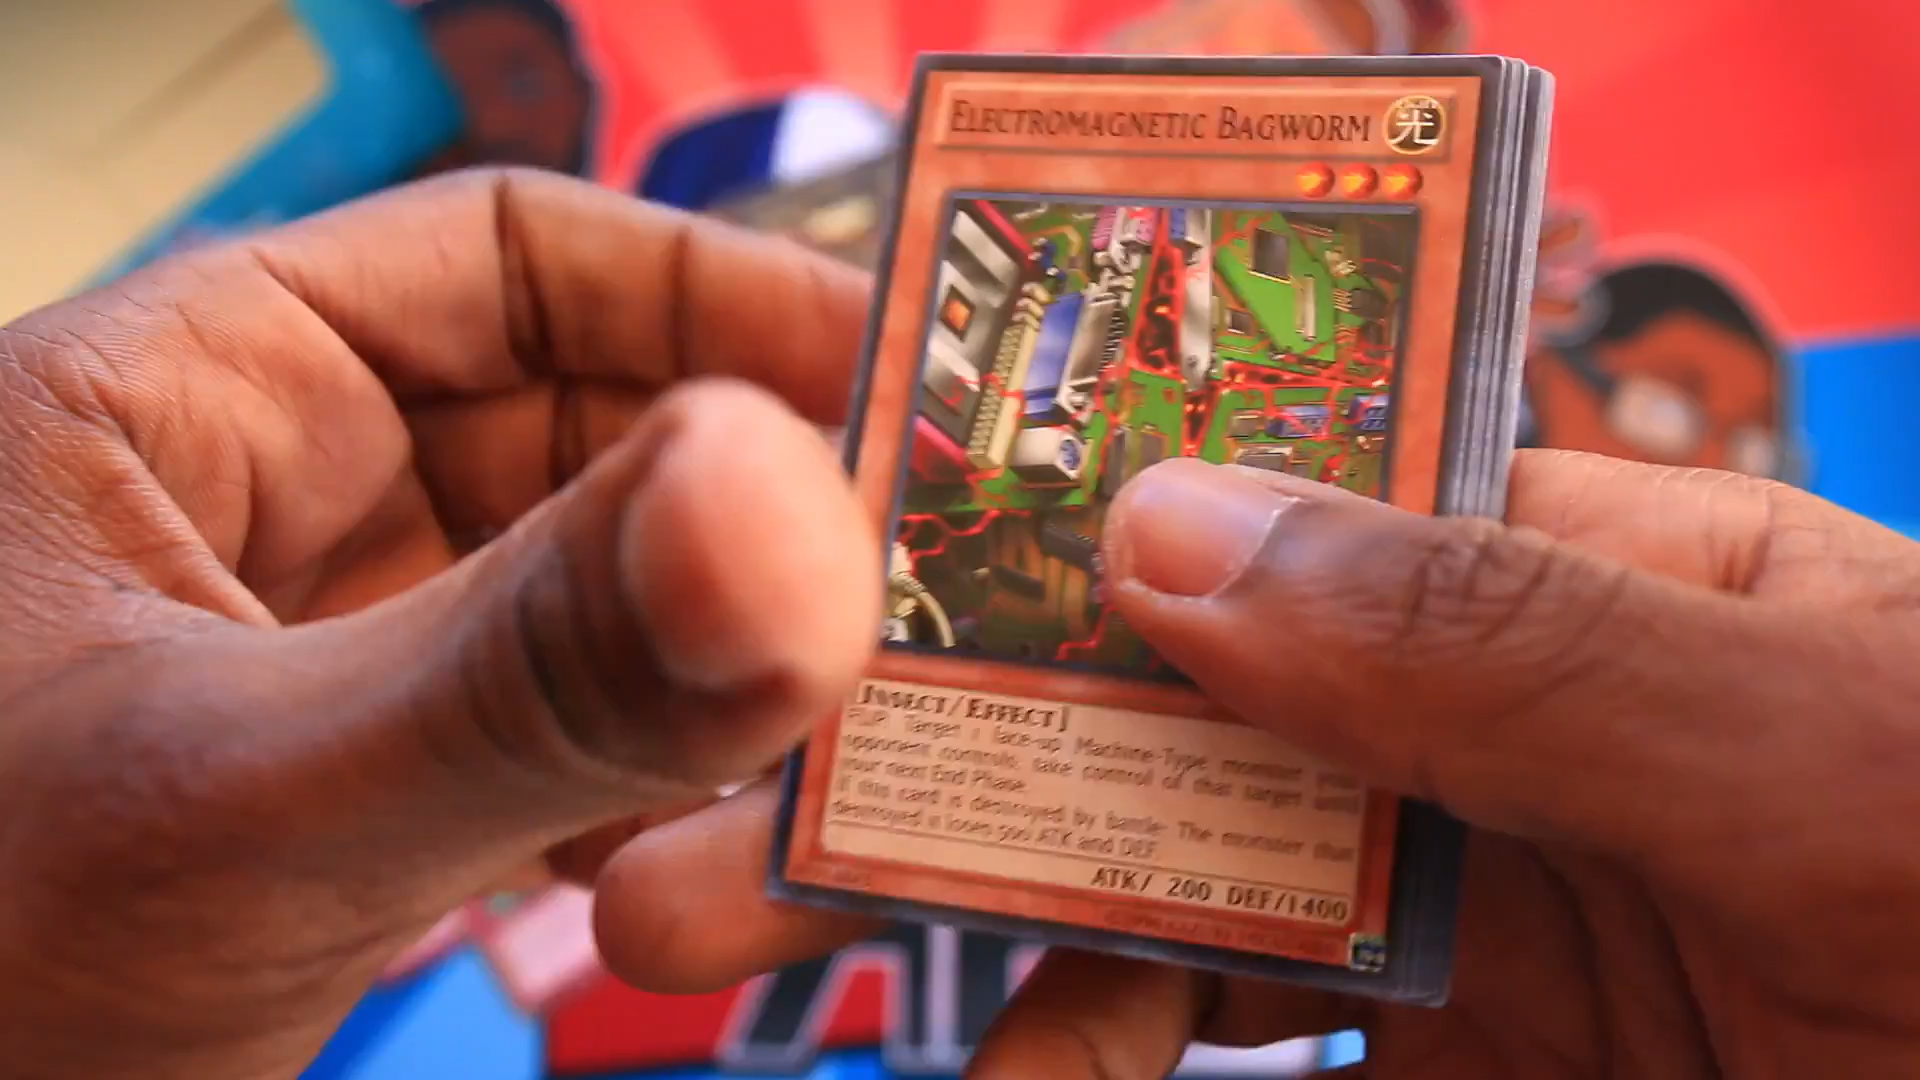 ELECTROMAGNETIC BAGWORM 光
[INSECT/EFFECT]
FLIP: Target 1 face-up Machine-Type monster your
opponent controls; take control of that target until
your next End Phase.
If this card is destroyed by battle: The monster that
destroyed it loses 500 ATK and DEF.
ATK/ 200 DEF/1400